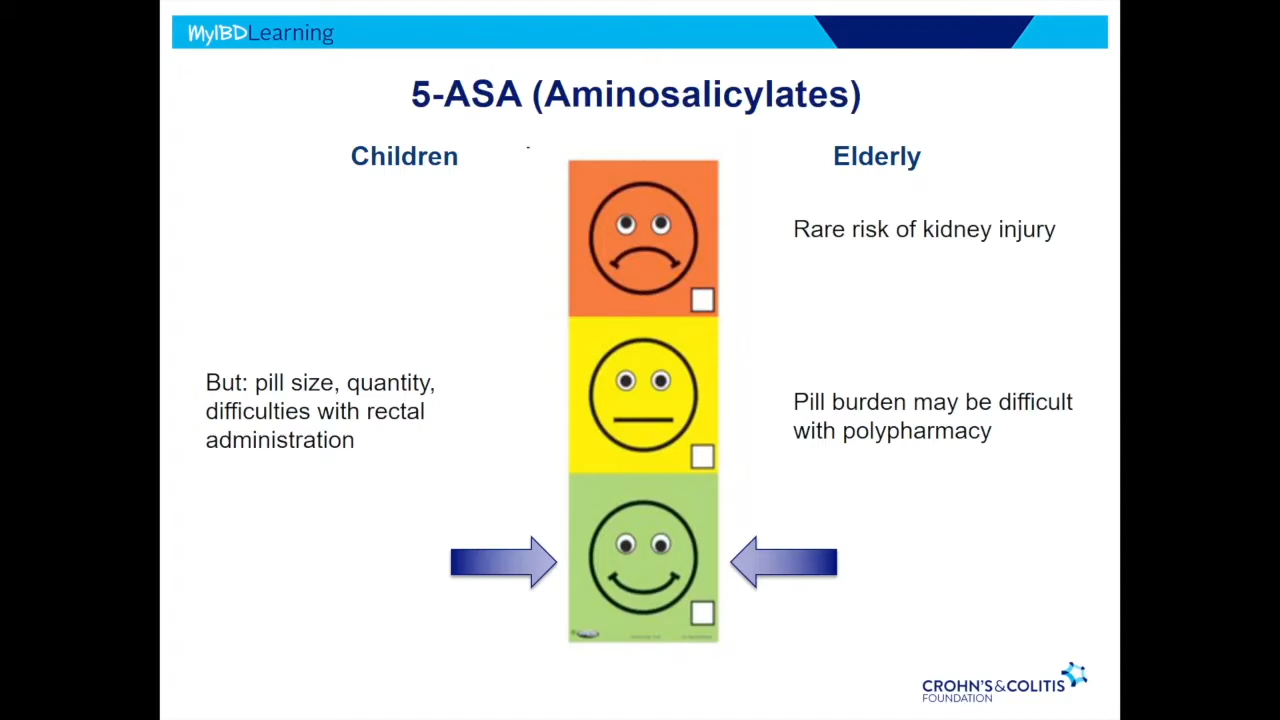 MyIBDLearning
5-ASA (Aminosalicylates)
Children
Elderly
Rare risk of kidney injury
But: pill size, quantity,
difficulties with rectal
administration
Pill burden may be difficult
with polypharmacy
CROHN'S&COLITIS
FOUNDATION